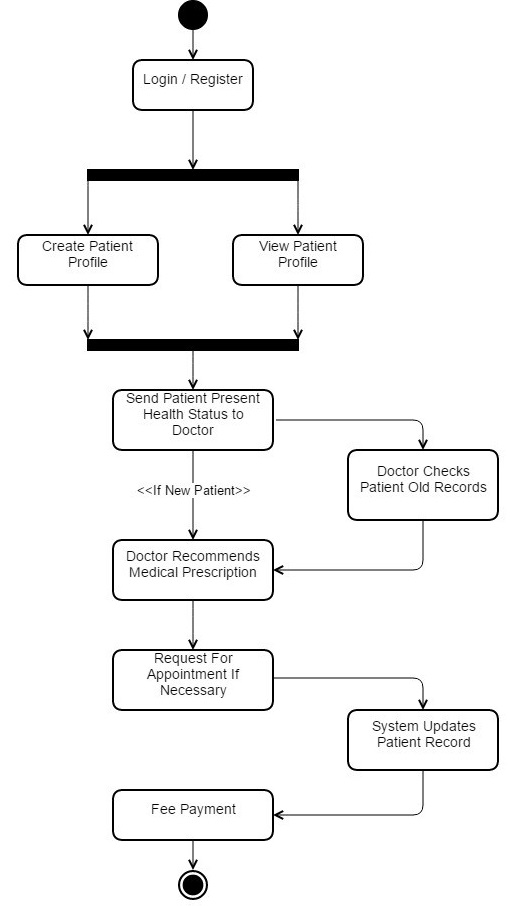 Login / Register
Create Patient
Profile
View Patient
Profile
Send Patient Present
Health Status to
Doctor
Doctor Checks
Patient Old Records
<<If New Patient>>
Doctor Recommends
Medical Prescription
Request For
Appointment If
Necessary
System Updates
Patient Record
Fee Payment